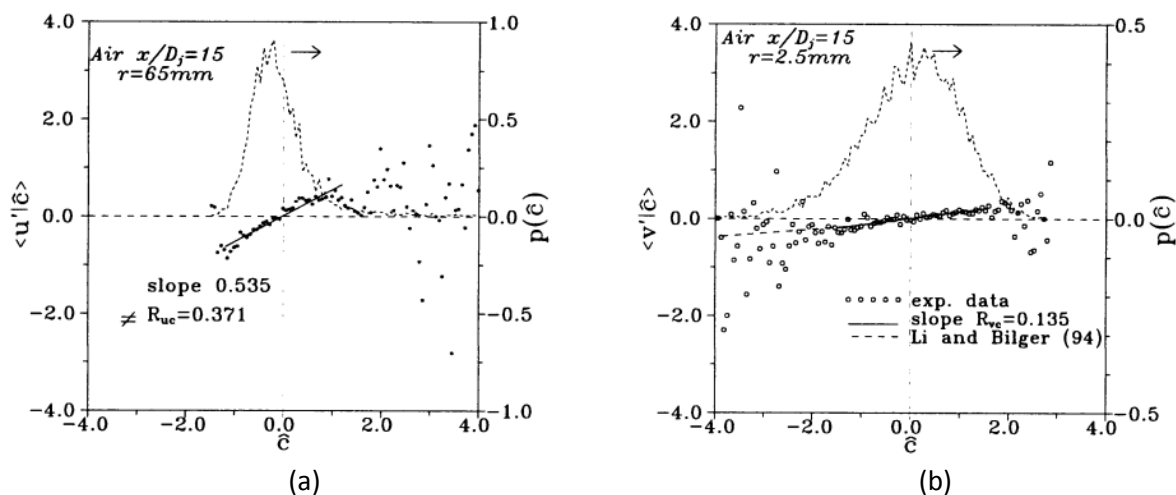 4.0
Air x/D_j=15
r=65mm
2.0
0.0
-2.0
-4.0
<u'|ĉ>
slope 0.535
≠ R_uc=0.371
1.0
0.5
0.0
-0.5
-1.0
p(ĉ)
-4.0 -2.0 0.0 2.0 4.0
ĉ
(a)
4.0
Air x/D_j=15
r=2.5mm
2.0
0.0
-2.0
-4.0
<v'|ĉ>
exp. data
slope R_vc=0.135
Li and Bilger (94)
0.5
0.0
-0.5
p(ĉ)
-4.0 -2.0 0.0 2.0 4.0
ĉ
(b)